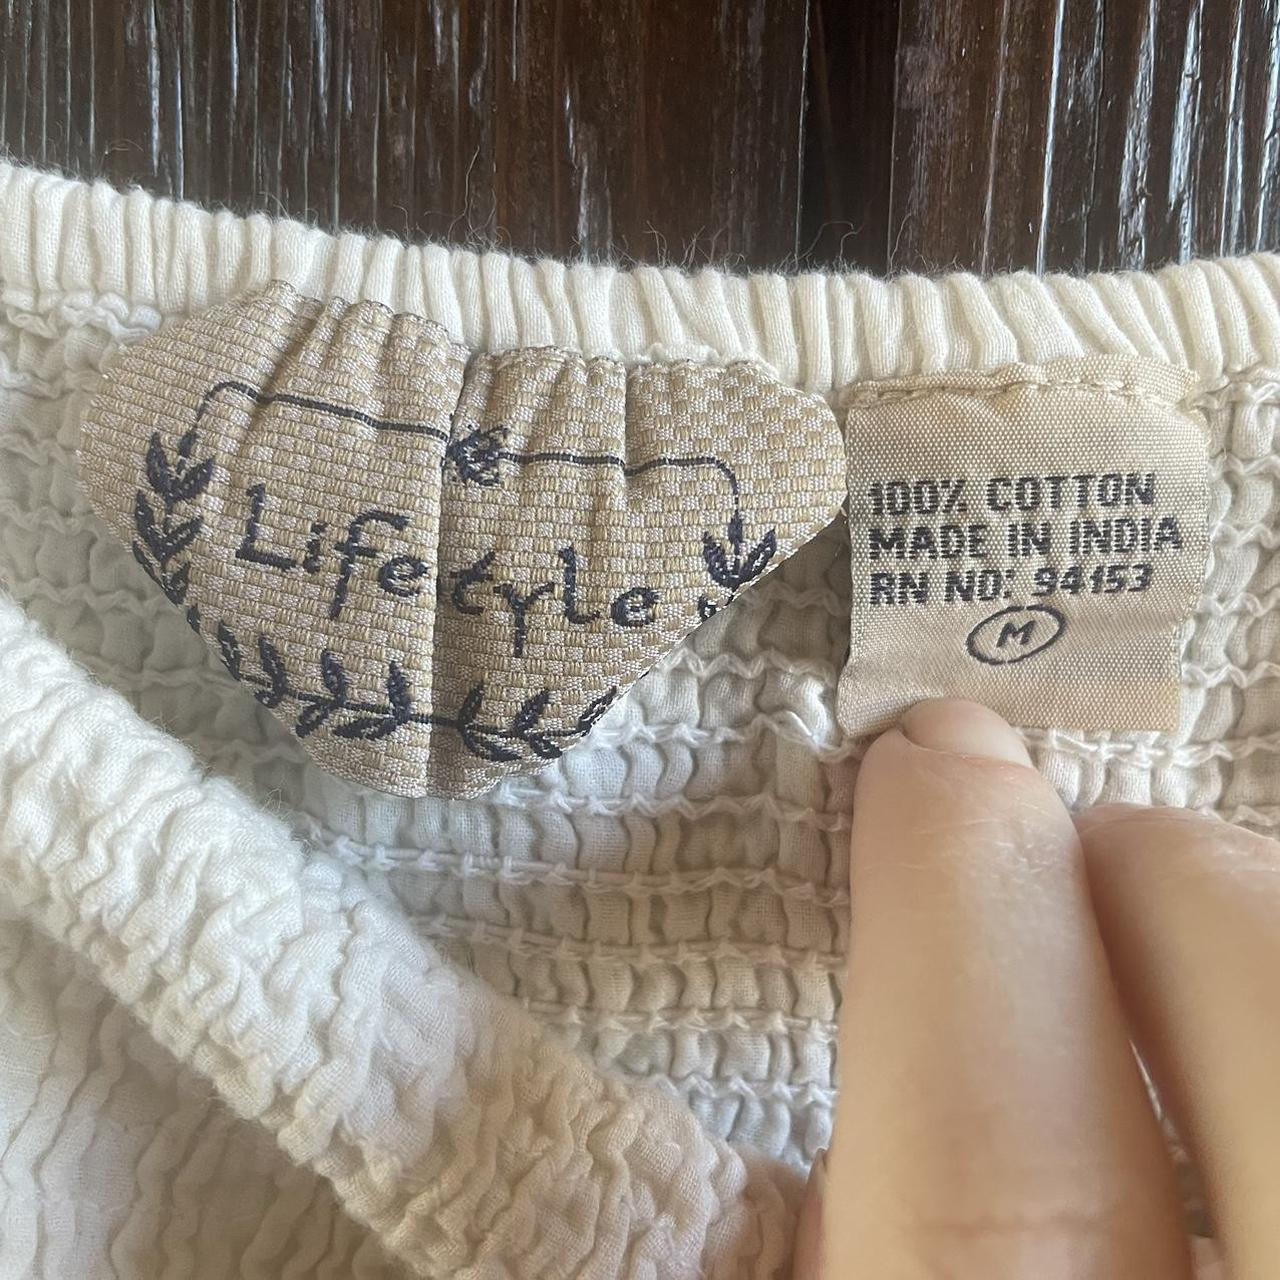 Lifestyle
100% COTTON
MADE IN INDIA
RN NO: 94153
M